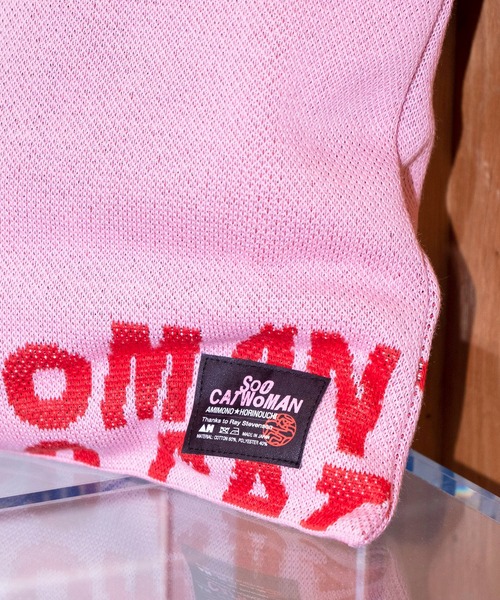 OMAN
SOO
CATWOMAN
AMIMONO★HORINOUCHI
Thanks to Ray Stevenson
MADE IN JAPAN
MATERIAL COTTON 60%, POLYESTER 40%